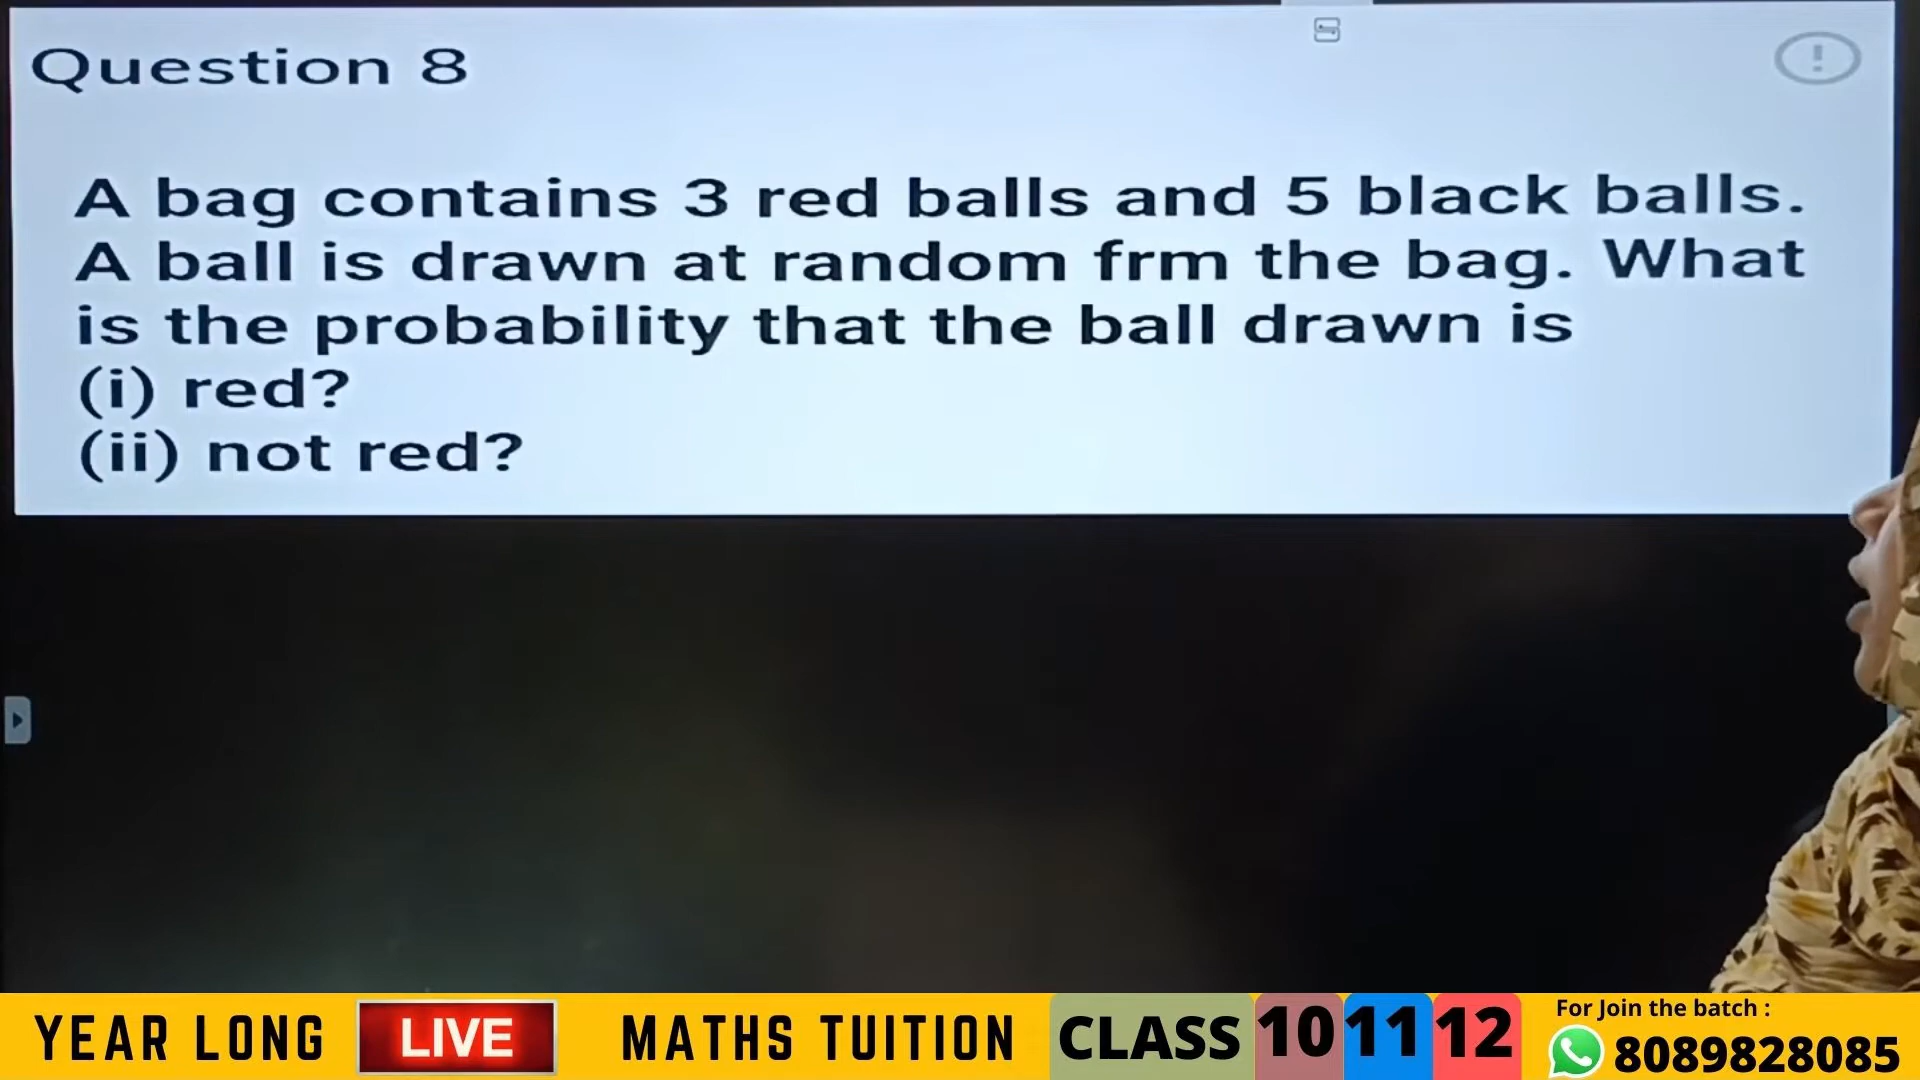 Question 8
A bag contains 3 red balls and 5 black balls.
A ball is drawn at random frm the bag. What
is the probability that the ball drawn is
(i) red?
(ii) not red?
YEAR LONG LIVE MATHS TUITION CLASS 10 11 12
For Join the batch :
8089828085